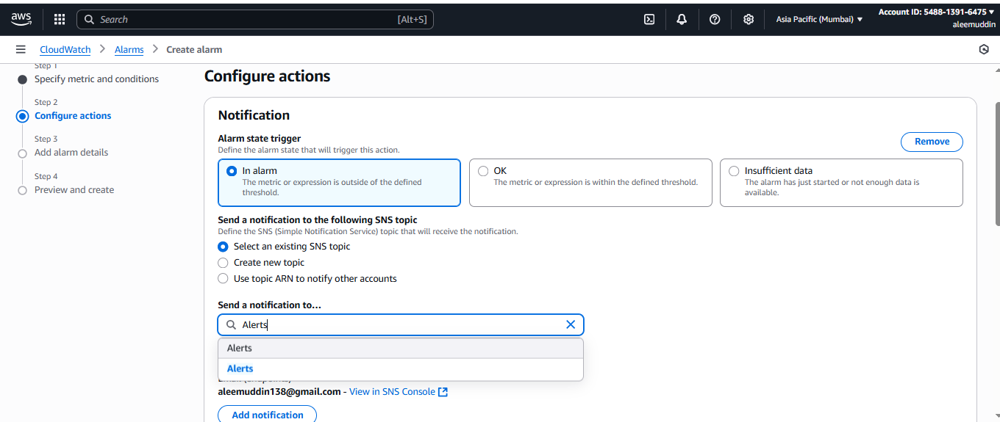 aws
Search
[Alt+S]
Asia Pacific (Mumbai) ▼
Account ID: 5488-1391-6475 ▼
aleemuddin
CloudWatch > Alarms > Create alarm
Step 1
Specify metric and conditions
Step 2
Configure actions
Step 3
Add alarm details
Step 4
Preview and create
Configure actions
Notification
Alarm state trigger
Define the alarm state that will trigger this action.
Remove
In alarm
The metric or expression is outside of the defined
threshold.
OK
The metric or expression is within the defined threshold.
Insufficient data
The alarm has just started or not enough data is
available.
Send a notification to the following SNS topic
Define the SNS (Simple Notification Service) topic that will receive the notification.
Select an existing SNS topic
Create new topic
Use topic ARN to notify other accounts
Send a notification to…
Alerts
Alerts
Alerts
Email (endpoints)
aleemuddin138@gmail.com - View in SNS Console
Add notification